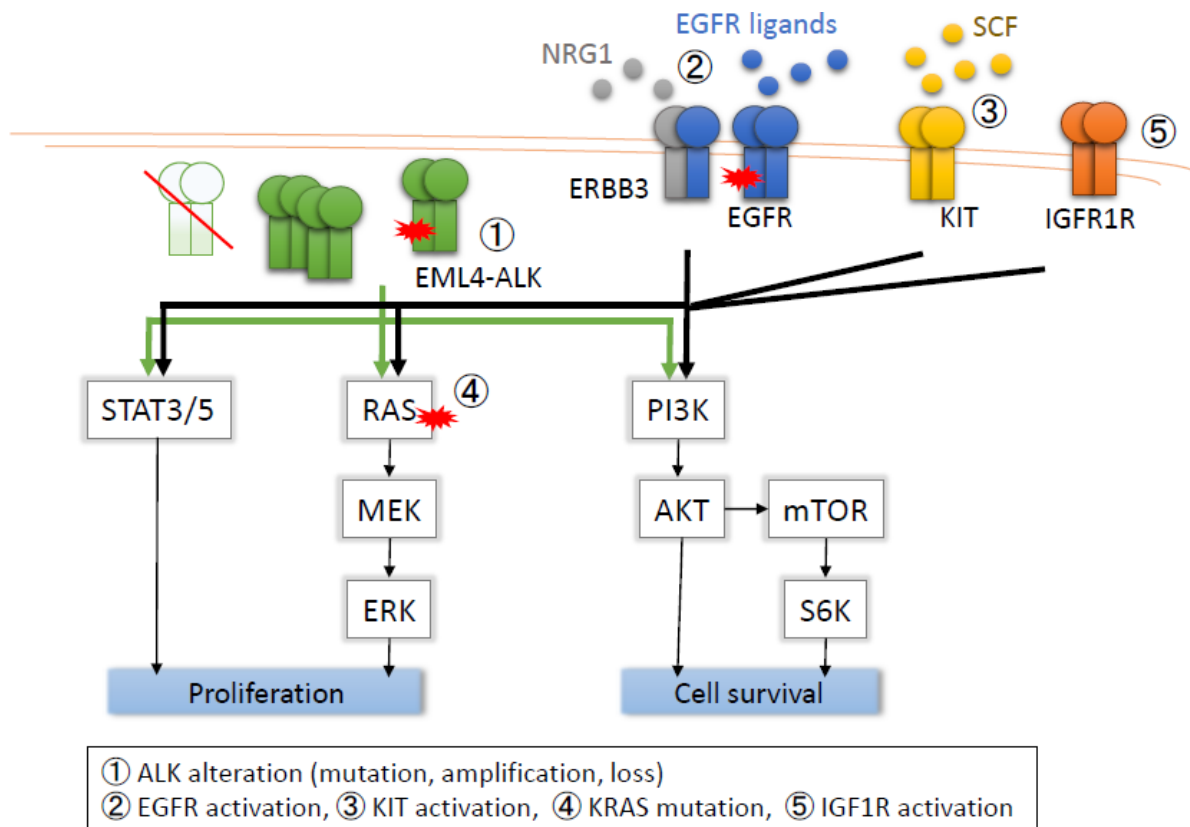 EGFR ligands
SCF
NRG1
②
③
⑤
ERBB3
EGFR
KIT
IGFR1R
①
EML4-ALK
④
STAT3/5
RAS
PI3K
MEK
AKT
mTOR
ERK
S6K
Proliferation
Cell survival
① ALK alteration (mutation, amplification, loss)
② EGFR activation, ③ KIT activation, ④ KRAS mutation, ⑤ IGF1R activation